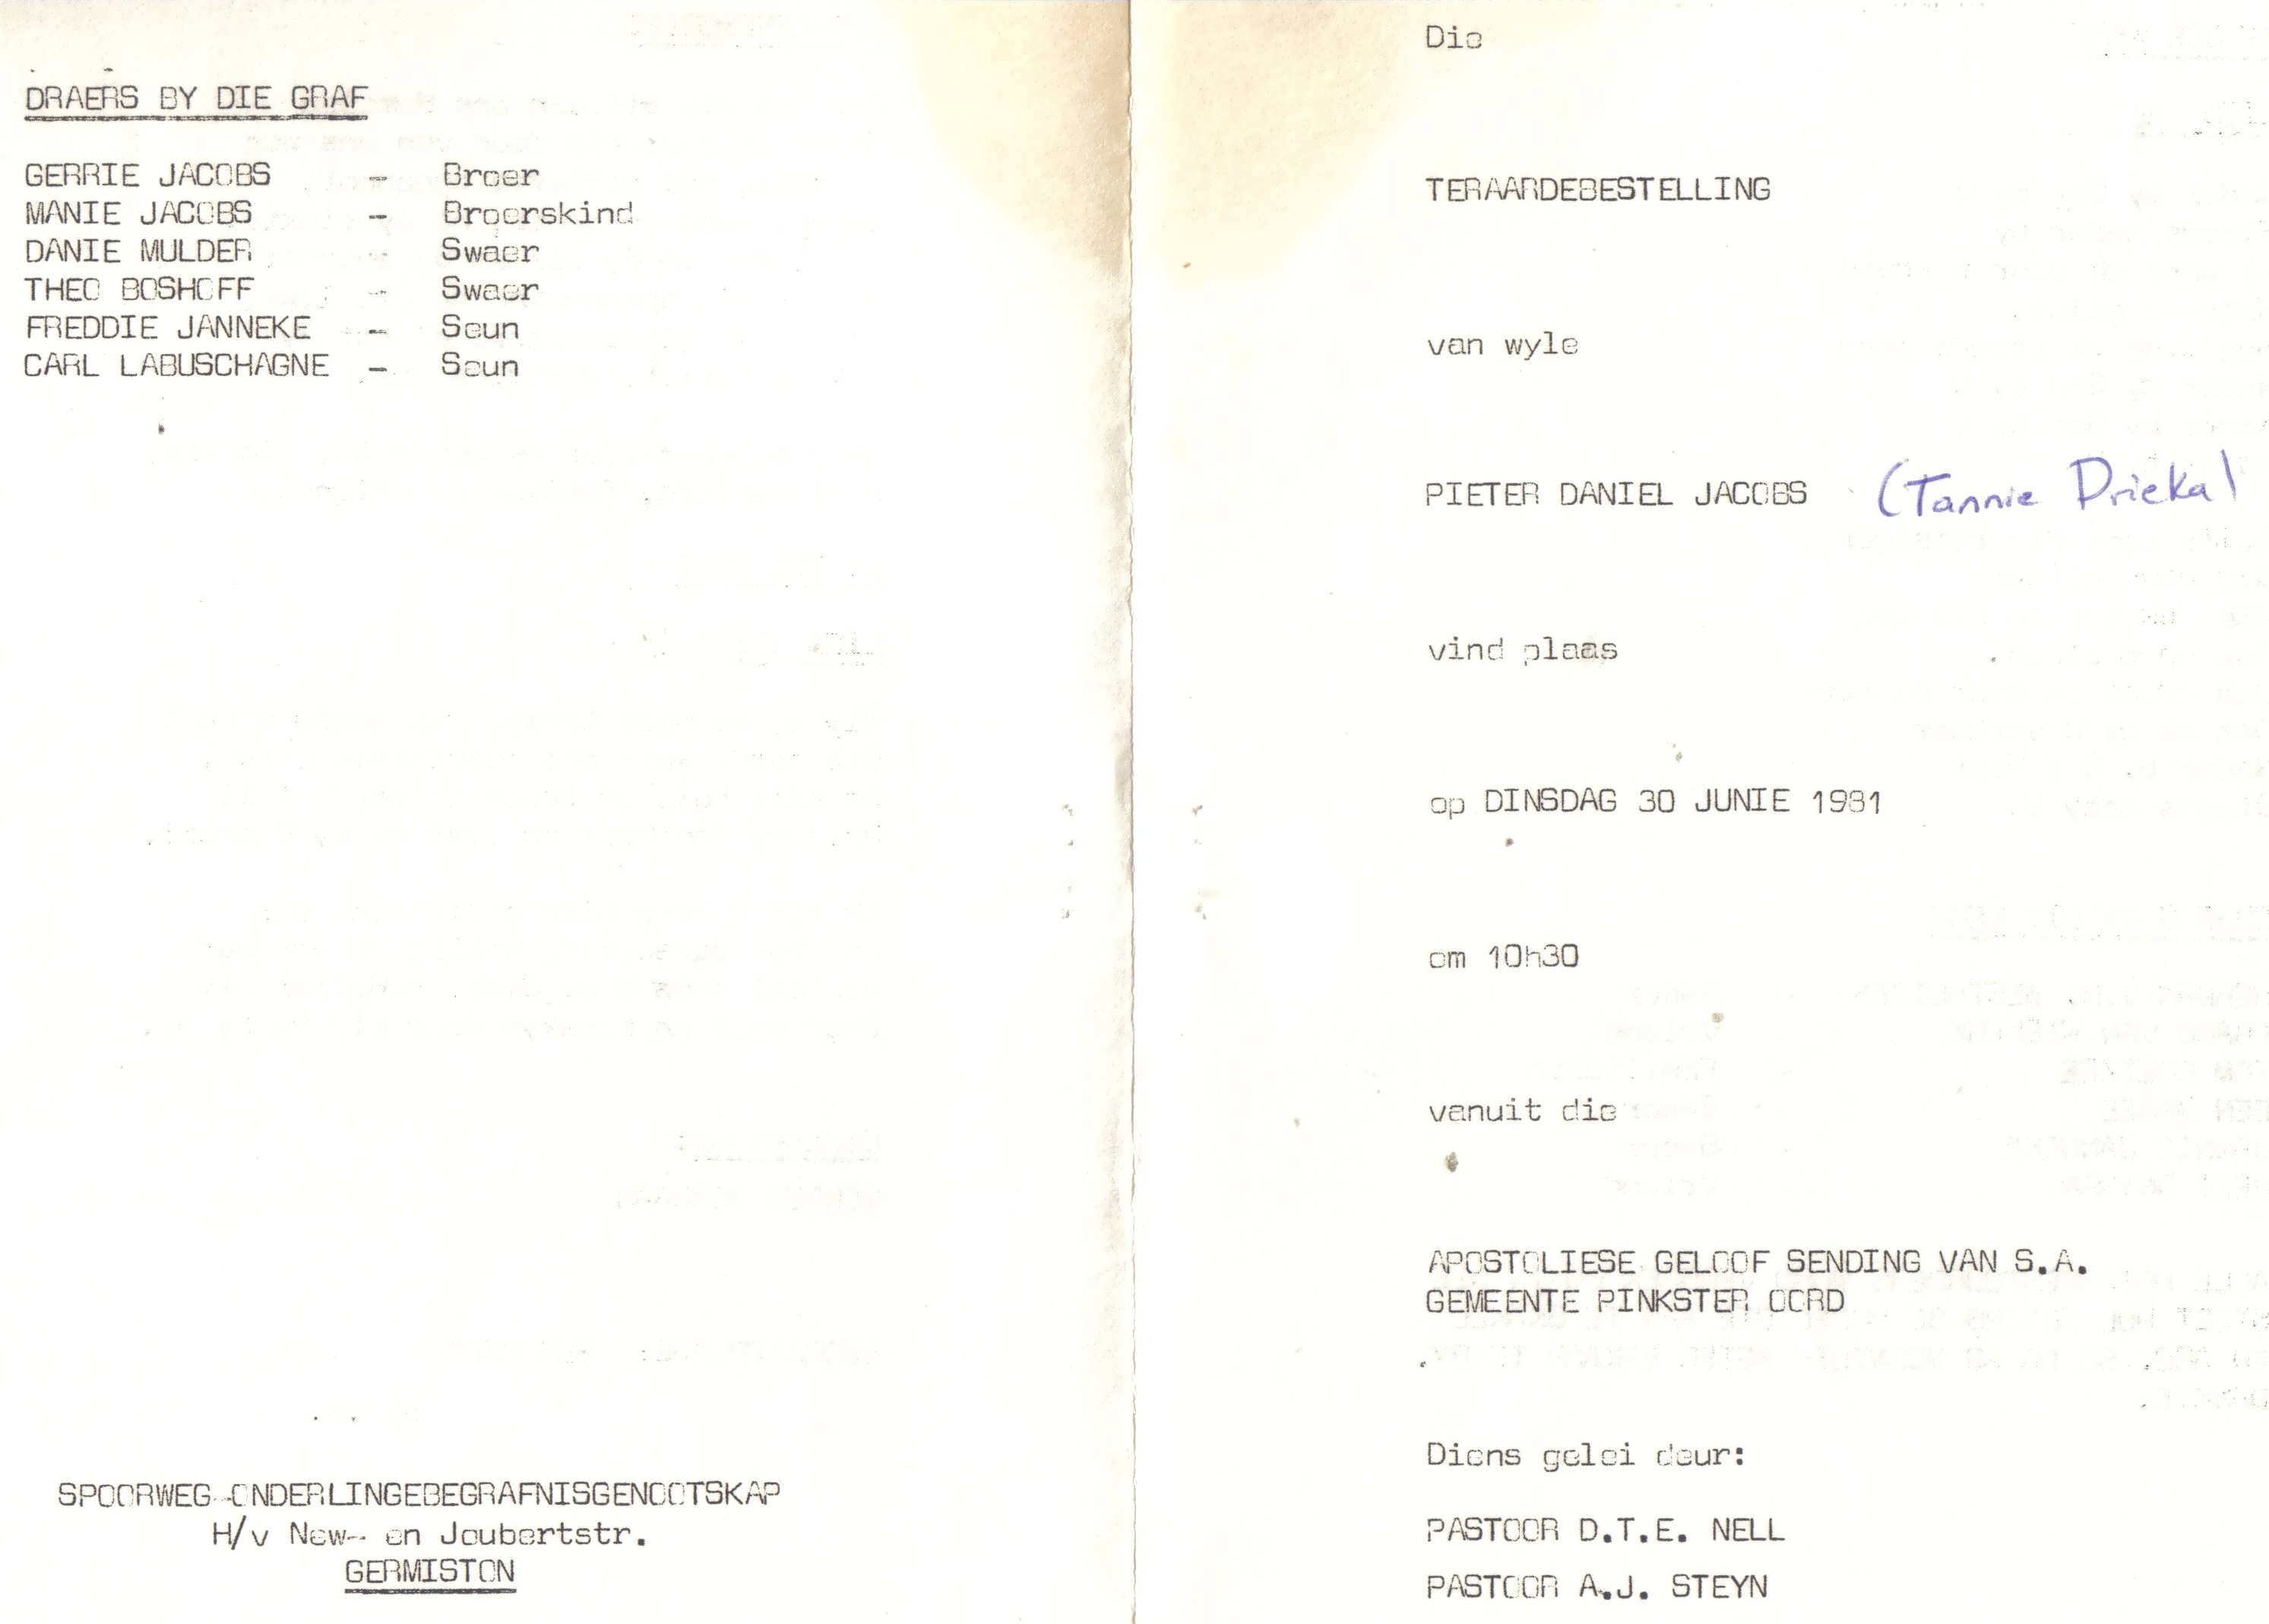 DRAERS BY DIE GRAF
GERRIE JACOBS - Broer
MANIE JACOBS - Broerskind
DANIE MULDER - Swaer
THEO BOSHOFF - Swaer
FREDDIE JANNEKE - Seun
CARL LABUSCHAGNE - Seun
SPOORWEG-ONDERLINGEBEGRAFNISGENOOTSKAP
H/v New- en Joubertstr.
GERMISTON
Die
TERAARDEBESTELLING
van wyle
PIETER DANIEL JACOBS (Tannie Drieka)
vind plaas
op DINSDAG 30 JUNIE 1981
om 10h30
vanuit die
APOSTOLIESE GELOOF SENDING VAN S.A.
GEMEENTE PINKSTER OORD
Diens gelei deur:
PASTOOR D.T.E. NELL
PASTOOR A.J. STEYN